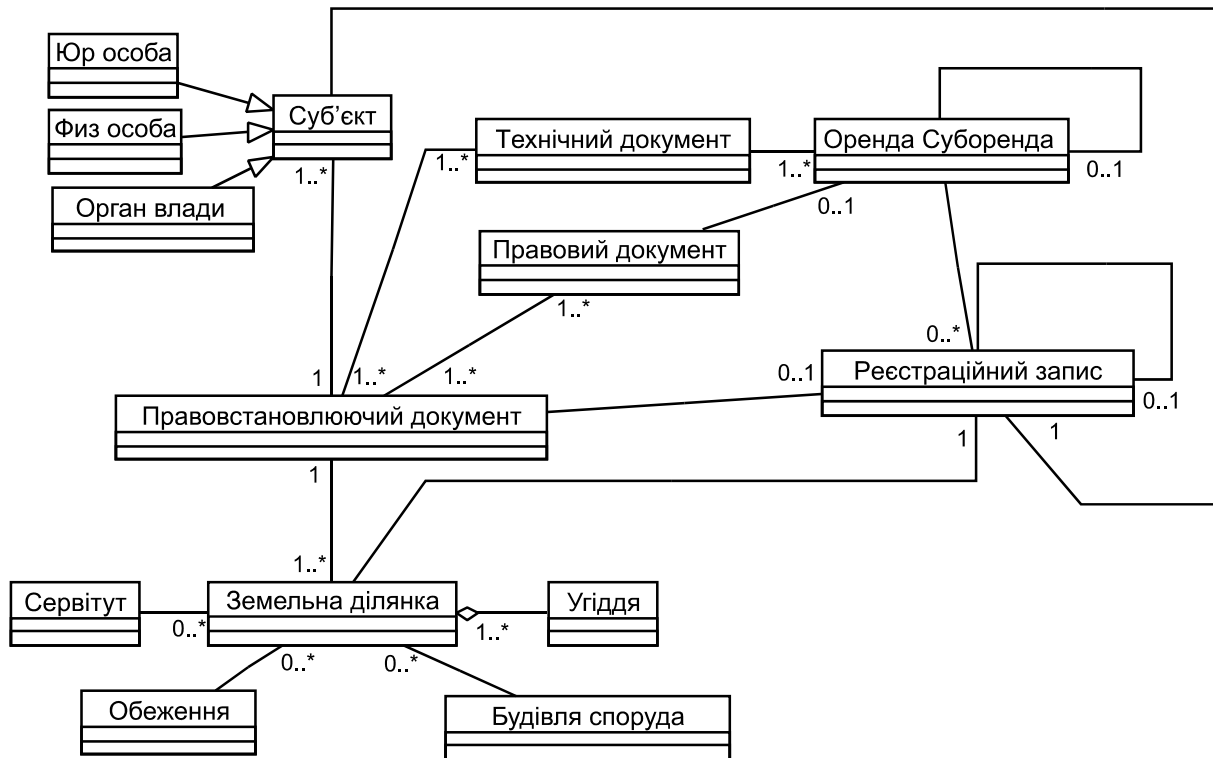 Юр особа
Физ особа
Орган влади
Суб’єкт
1..*
Технічний документ
1..*
1..*
Оренда Суборенда
0..1
0..1
Правовий документ
1..*
0..*
1
1..*
1..*
0..1
Реєстраційний запис
0..1
Правовстановлюючий документ
1
1
1
1..*
Сервітут
0..*
Земельна ділянка
1..*
Угіддя
0..*
0..*
Обеження
Будівля споруда